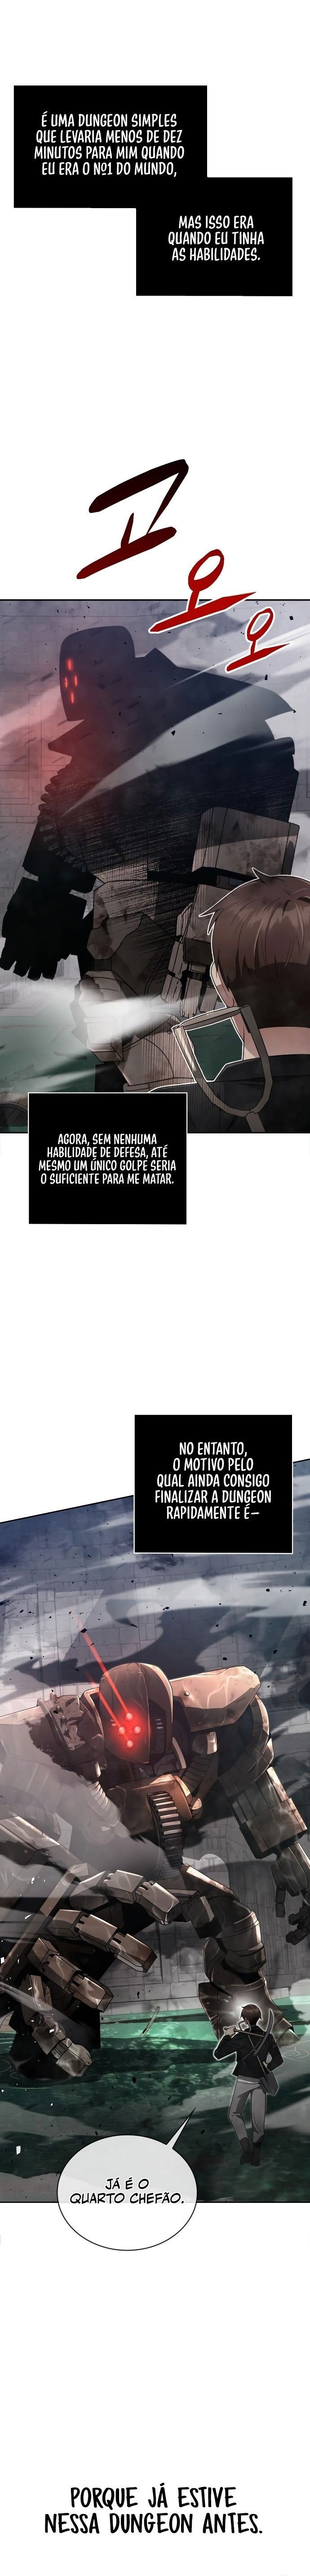 É UMA DUNGEON SIMPLES
QUE LEVARIA MENOS DE DEZ
MINUTOS PARA MIM QUANDO
EU ERA O Nº1 DO MUNDO,
MAS ISSO ERA
QUANDO EU TINHA
AS HABILIDADES.
고
오
오
AGORA, SEM NENHUMA
HABILIDADE DE DEFESA, ATÉ
MESMO UM ÚNICO GOLPE SERIA
O SUFICIENTE PARA ME MATAR.
NO ENTANTO,
O MOTIVO PELO
QUAL AINDA CONSIGO
FINALIZAR A DUNGEON
RAPIDAMENTE É–
JÁ É O
QUARTO CHEFÃO.
PORQUE JÁ ESTIVE
NESSA DUNGEON ANTES.